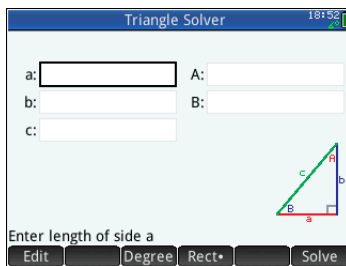 Triangle Solver 18:52
a: A:
b: B:
c:
A
c
b
B
a
Enter length of side a
Edit Degree Rect• Solve